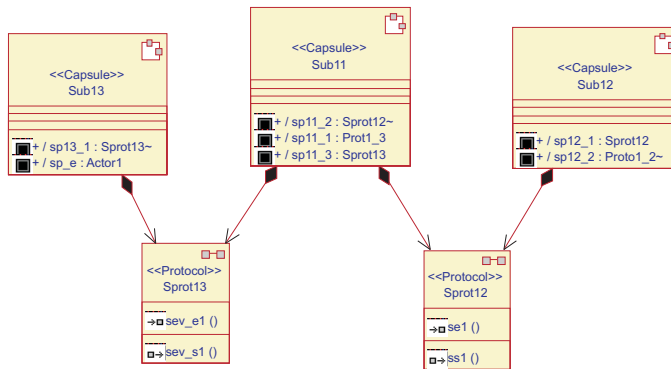 <<Capsule>>
Sub13
+ / sp13_1 : Sprot13~
+ / sp_e : Actor1
<<Capsule>>
Sub11
+ / sp11_2 : Sprot12~
+ / sp11_1 : Prot1_3
+ / sp11_3 : Sprot13
<<Capsule>>
Sub12
+ / sp12_1 : Sprot12
+ / sp12_2 : Proto1_2~
<<Protocol>>
Sprot13
sev_e1 ()
sev_s1 ()
<<Protocol>>
Sprot12
se1 ()
ss1 ()